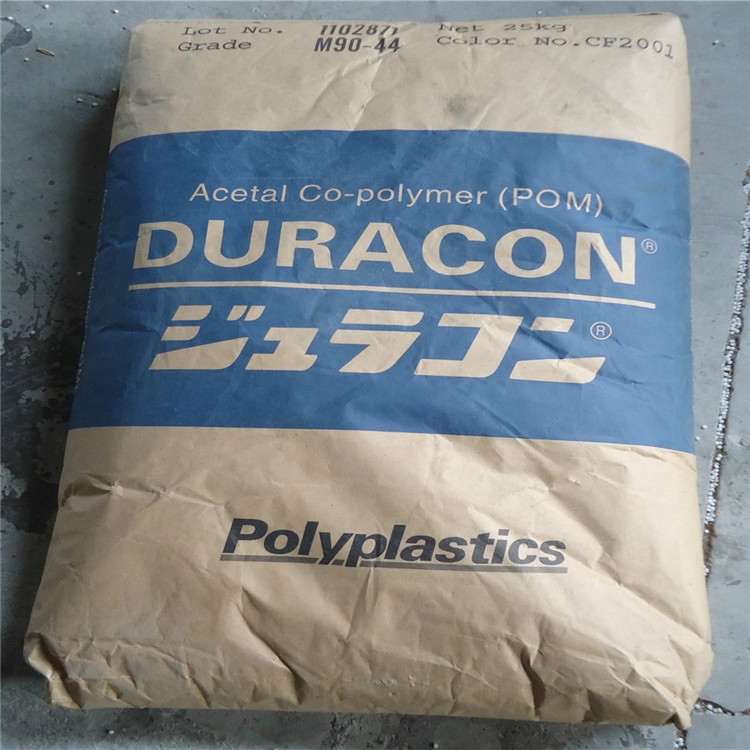 Lot No. 1102871 Net 25kg
Grade M90-44 Color No.CF2001
Acetal Co-polymer (POM)
DURACON®
ジュラコン®
Polyplastics